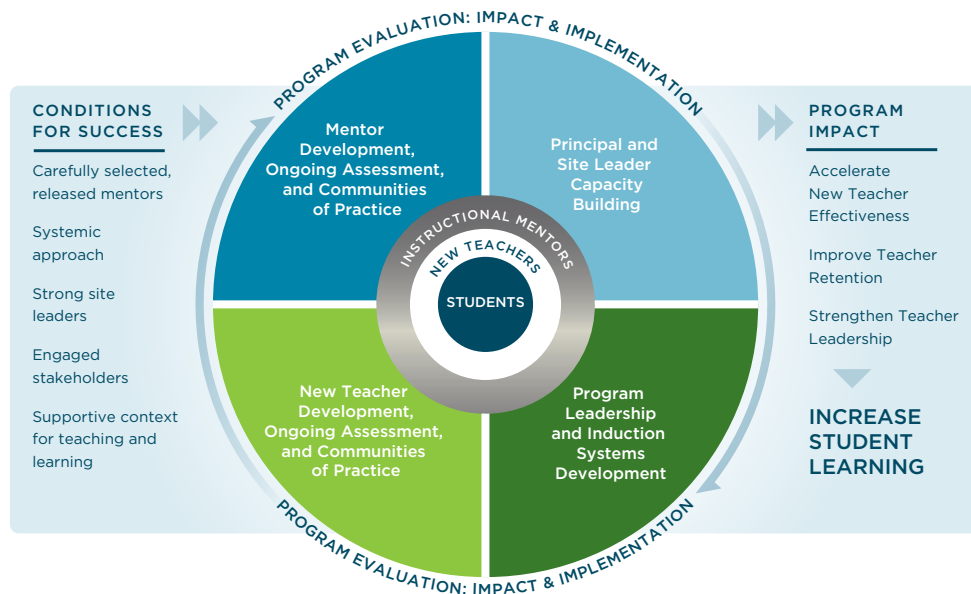 PROGRAM EVALUATION: IMPACT & IMPLEMENTATION
CONDITIONS
FOR SUCCESS
Carefully selected,
released mentors
Systemic
approach
Strong site
leaders
Engaged
stakeholders
Supportive context
for teaching and
learning
Mentor
Development,
Ongoing Assessment,
and Communities
of Practice
Principal and
Site Leader
Capacity
Building
INSTRUCTIONAL MENTORS
NEW TEACHERS
STUDENTS
New Teacher
Development,
Ongoing Assessment,
and Communities
of Practice
Program
Leadership
and Induction
Systems
Development
PROGRAM
IMPACT
Accelerate
New Teacher
Effectiveness
Improve Teacher
Retention
Strengthen Teacher
Leadership
INCREASE
STUDENT
LEARNING
PROGRAM EVALUATION: IMPACT & IMPLEMENTATION